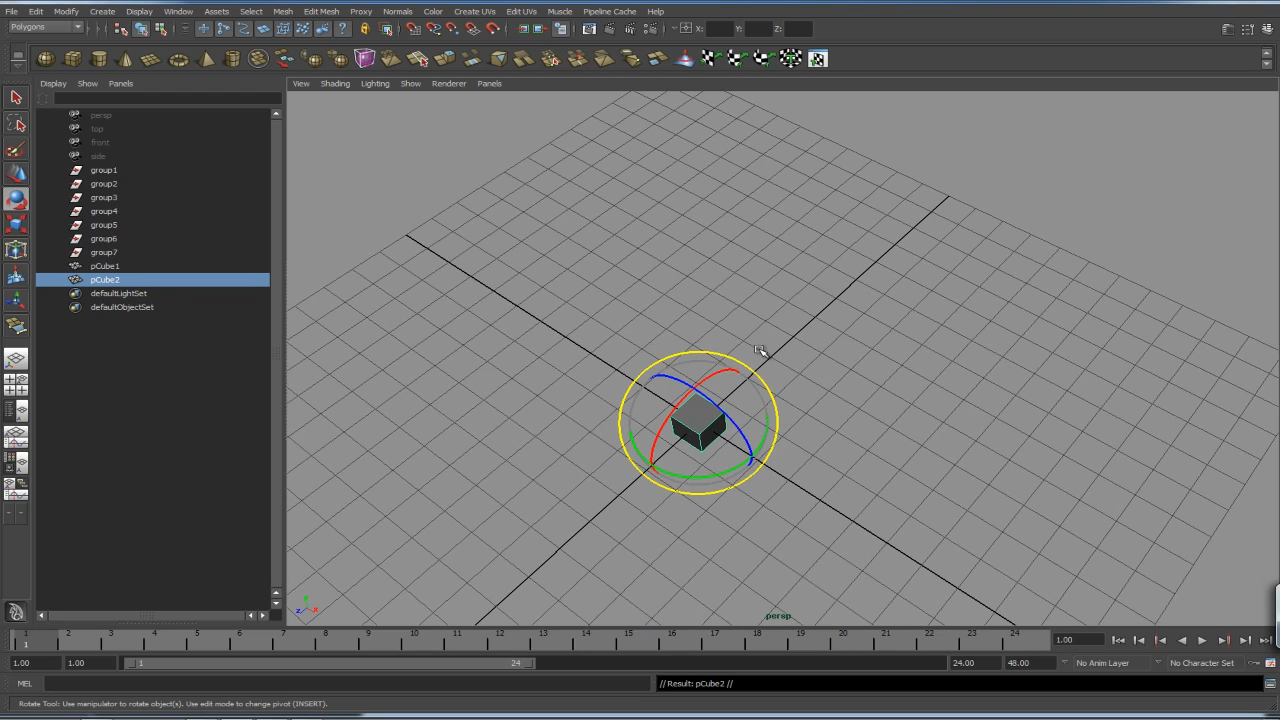 File Edit Modify Create Display Window Assets Select Mesh Edit Mesh Proxy Normals Color Create UVs Edit UVs Muscle Pipeline Cache Help
Polygons X: Y: Z:
Display Show Panels View Shading Lighting Show Renderer Panels
persp
top
front
side
group1
group2
group3
group4
group5
group6
group7
pCube1
pCube2
defaultLightSet
defaultObjectSet
y
z x
persp
1 2 3 4 5 6 7 8 9 10 11 12 13 14 15 16 17 18 19 20 21 22 23 24
1 1.00
1.00 1.00 1 24 24.00 48.00 No Anim Layer No Character Set
MEL // Result: pCube2 //
Rotate Tool: Use manipulator to rotate object(s). Use edit mode to change pivot (INSERT).